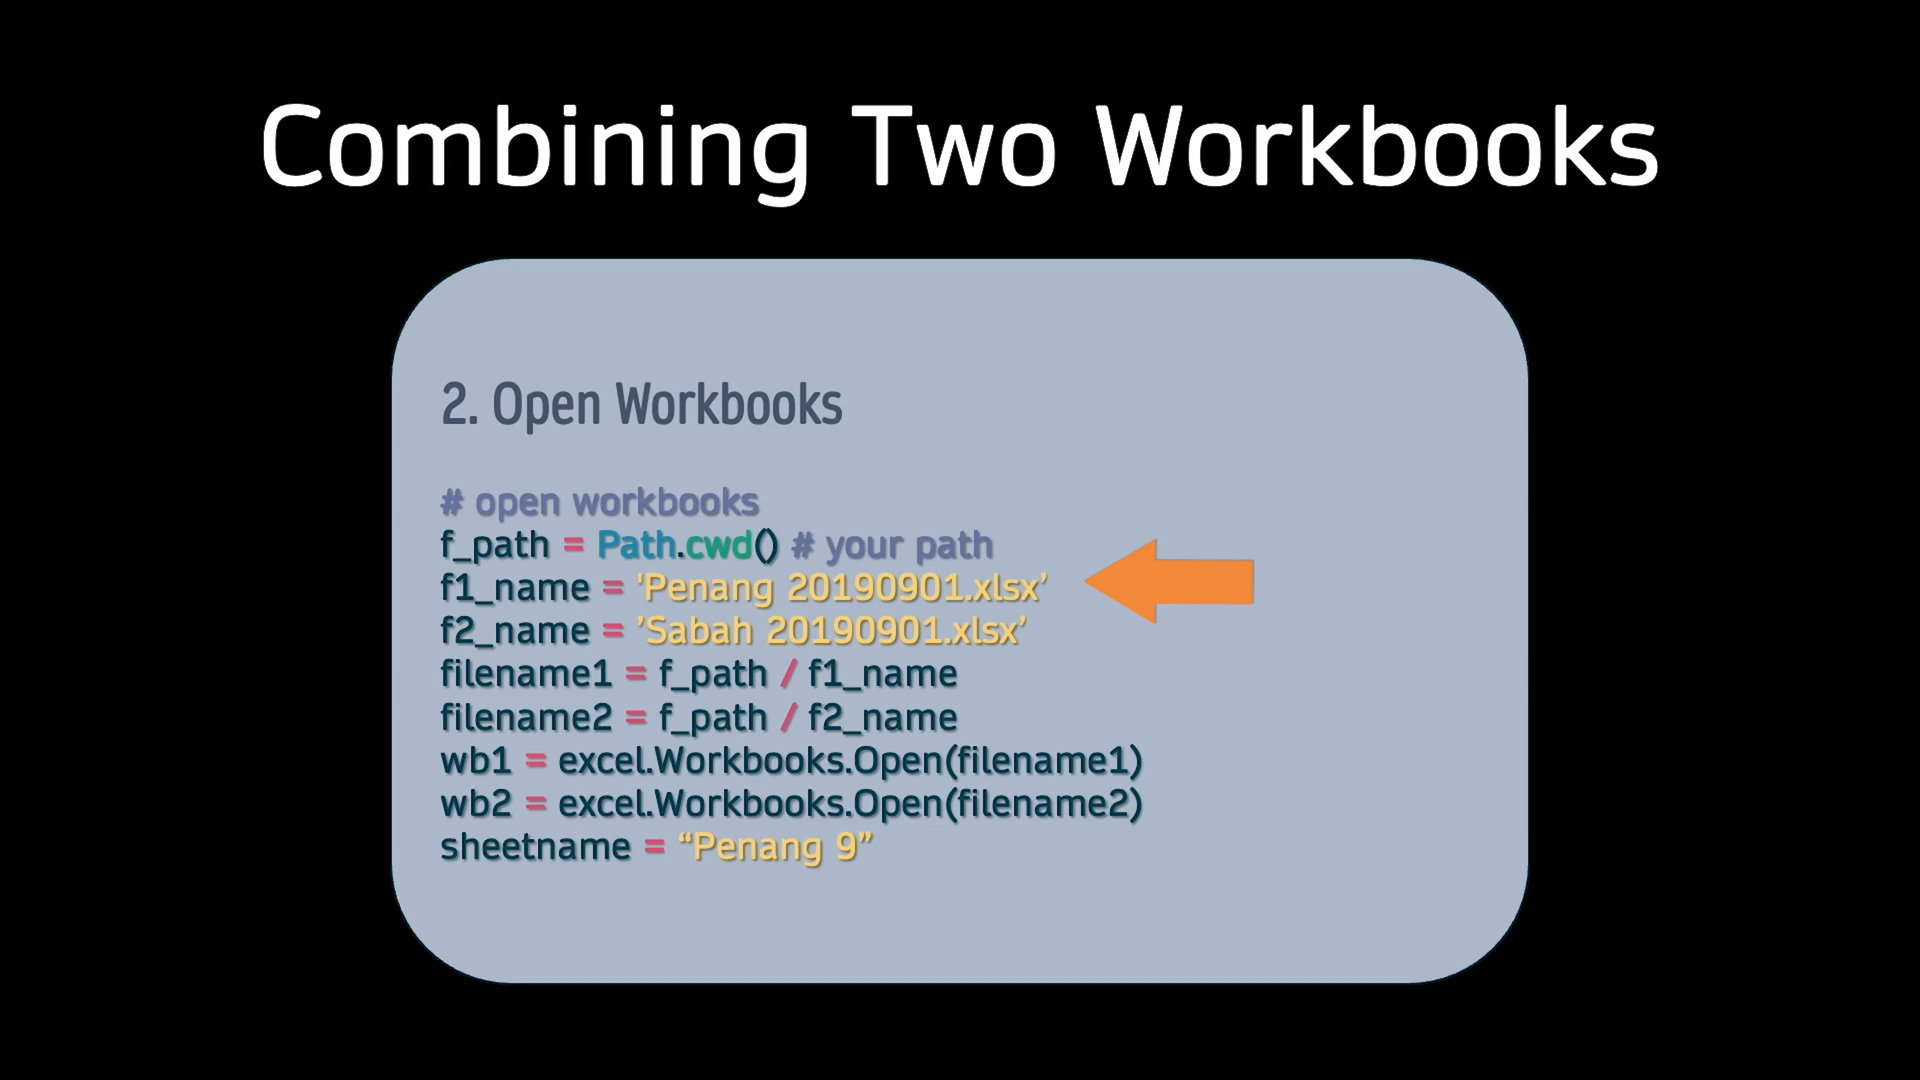 Combining Two Workbooks
2. Open Workbooks
# open workbooks
f_path = Path.cwd() # your path
f1_name = 'Penang 20190901.xlsx’
f2_name = ’Sabah 20190901.xlsx’
filename1 = f_path / f1_name
filename2 = f_path / f2_name
wb1 = excel.Workbooks.Open(filename1)
wb2 = excel.Workbooks.Open(filename2)
sheetname = “Penang 9”